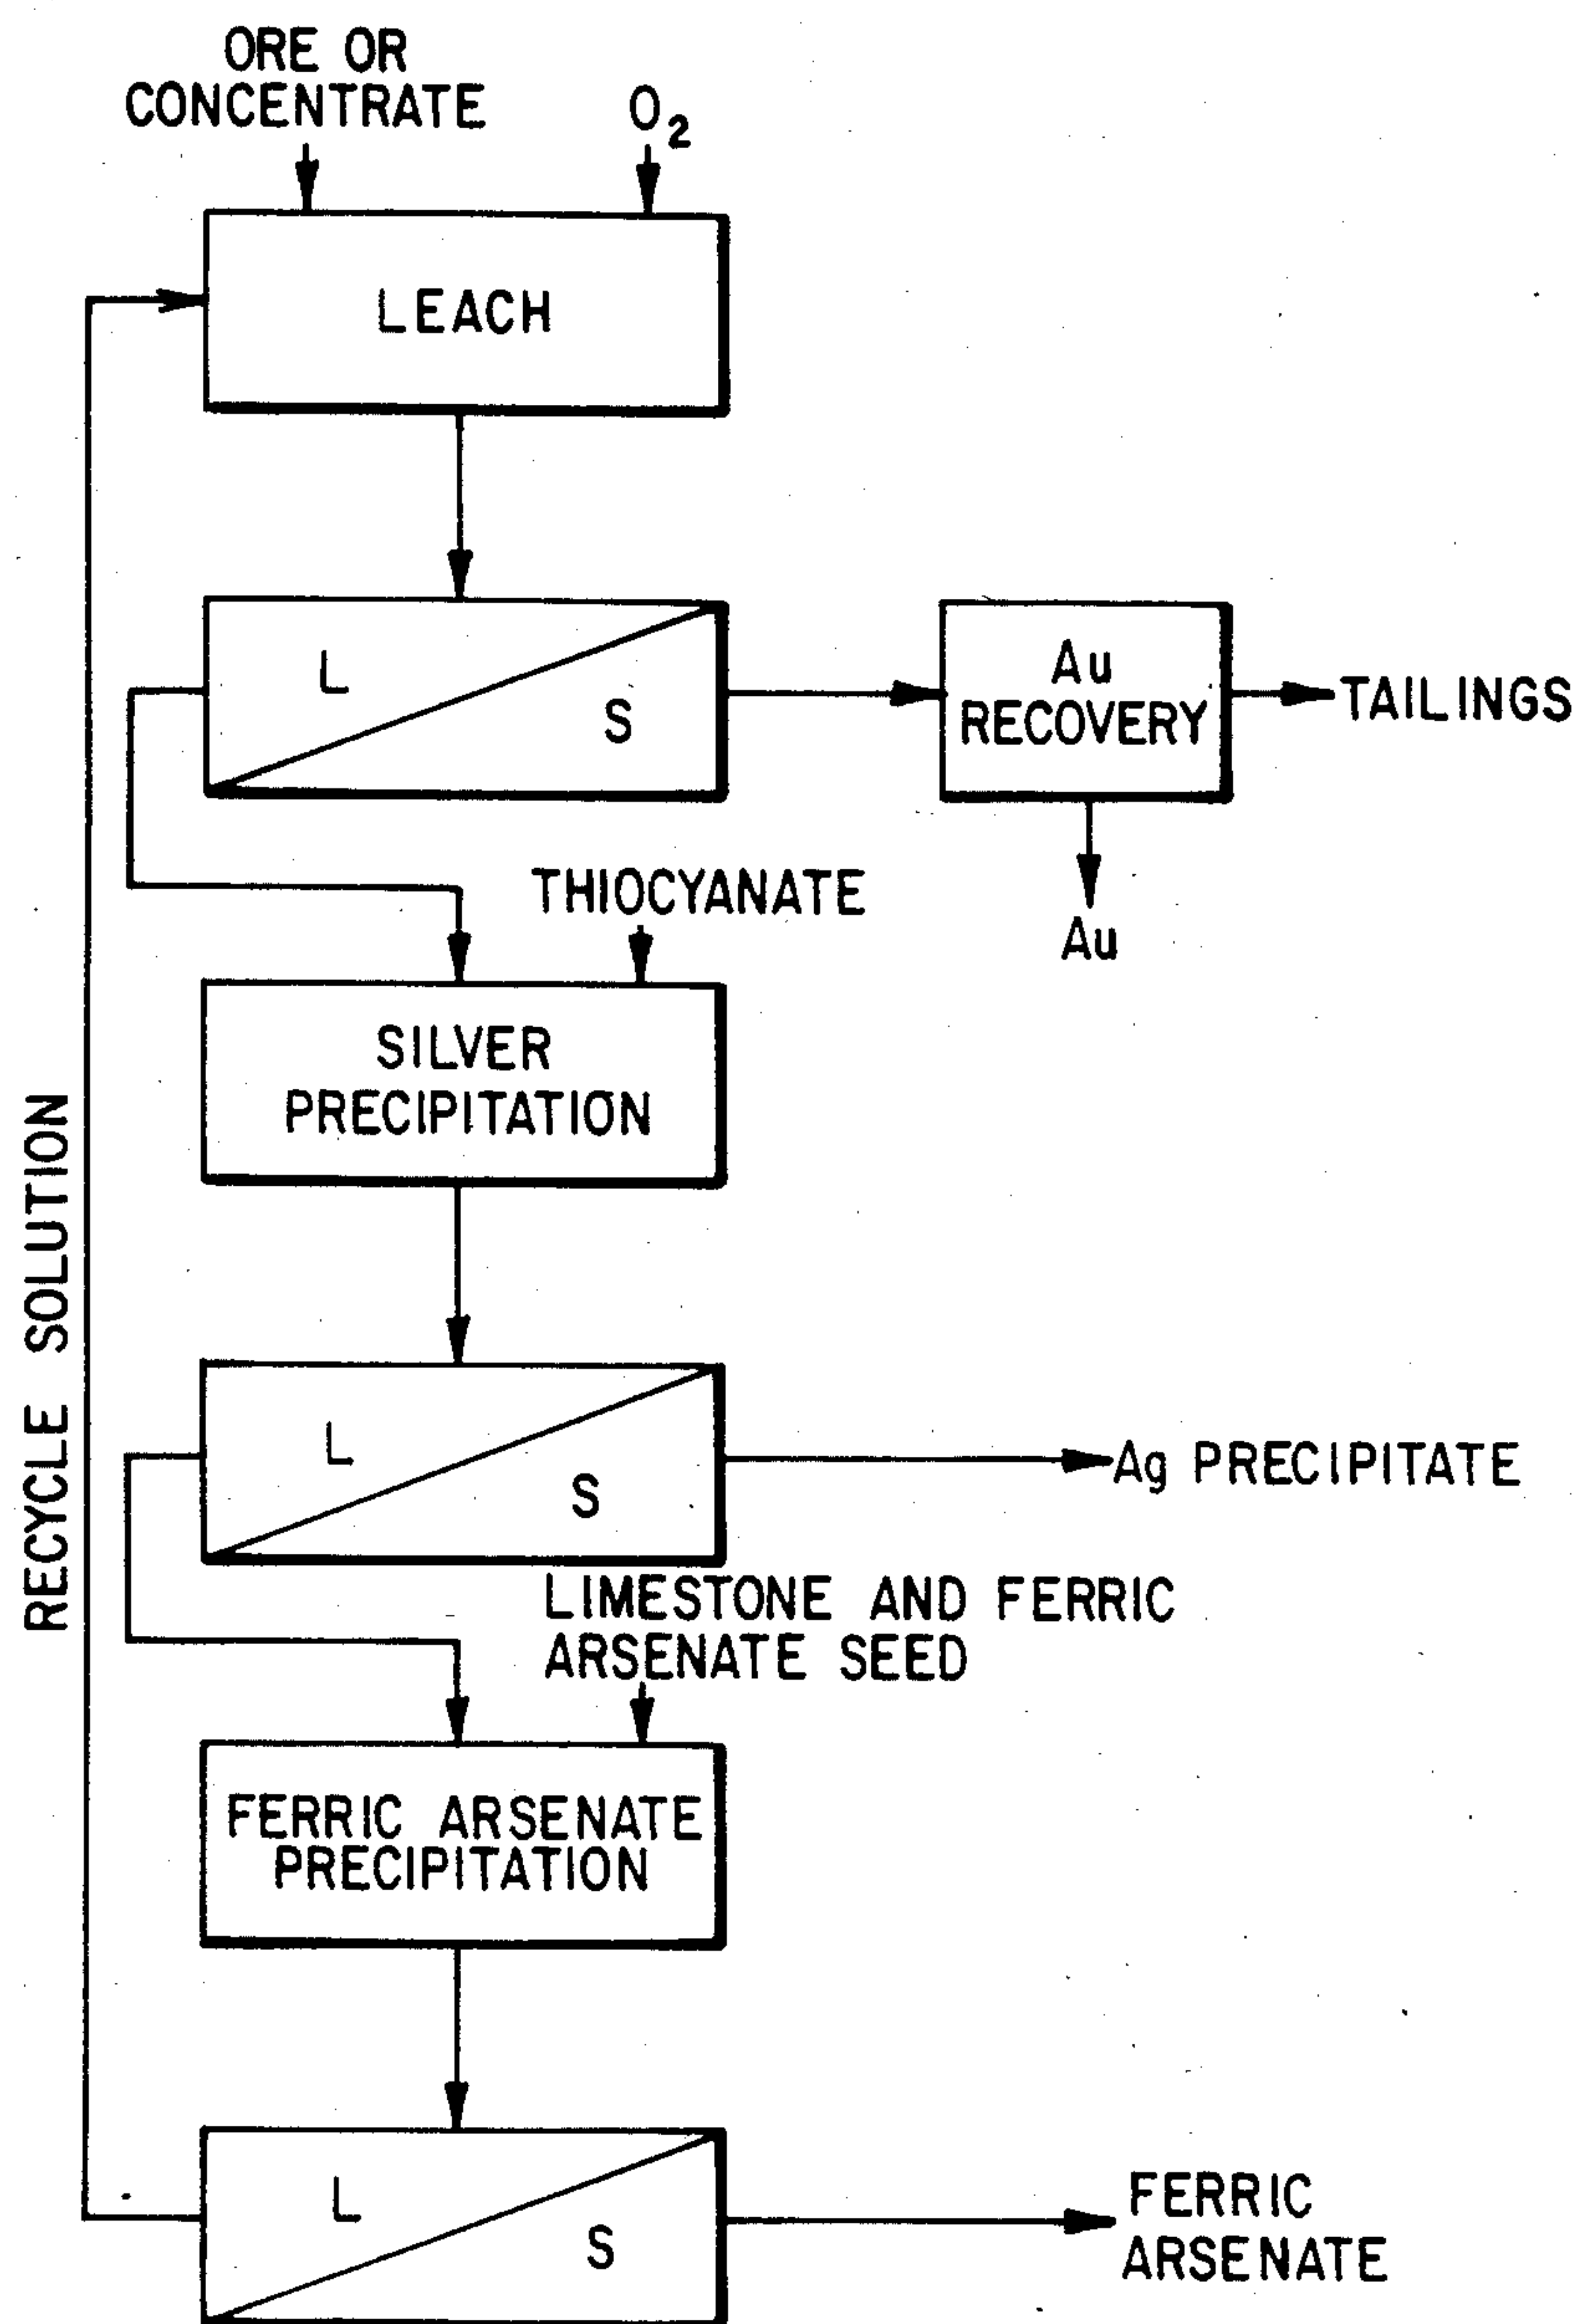 ORE OR
CONCENTRATE
O₂
LEACH
L
S
Au
RECOVERY
TAILINGS
Au
THIOCYANATE
SILVER
PRECIPITATION
RECYCLE SOLUTION
L
S
Ag PRECIPITATE
LIMESTONE AND FERRIC
ARSENATE SEED
FERRIC ARSENATE
PRECIPITATION
L
S
FERRIC
ARSENATE